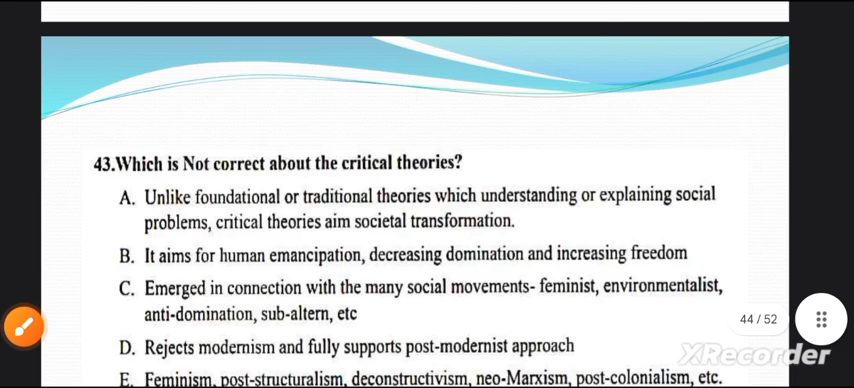 43.Which is Not correct about the critical theories?
A. Unlike foundational or traditional theories which understanding or explaining social
problems, critical theories aim societal transformation.
B. It aims for human emancipation, decreasing domination and increasing freedom
C. Emerged in connection with the many social movements- feminist, environmentalist,
anti-domination, sub-altern, etc
44 / 52
D. Rejects modernism and fully supports post-modernist approach
XRecorder
E. Feminism, post-structuralism, deconstructivism, neo-Marxism, post-colonialism, etc.